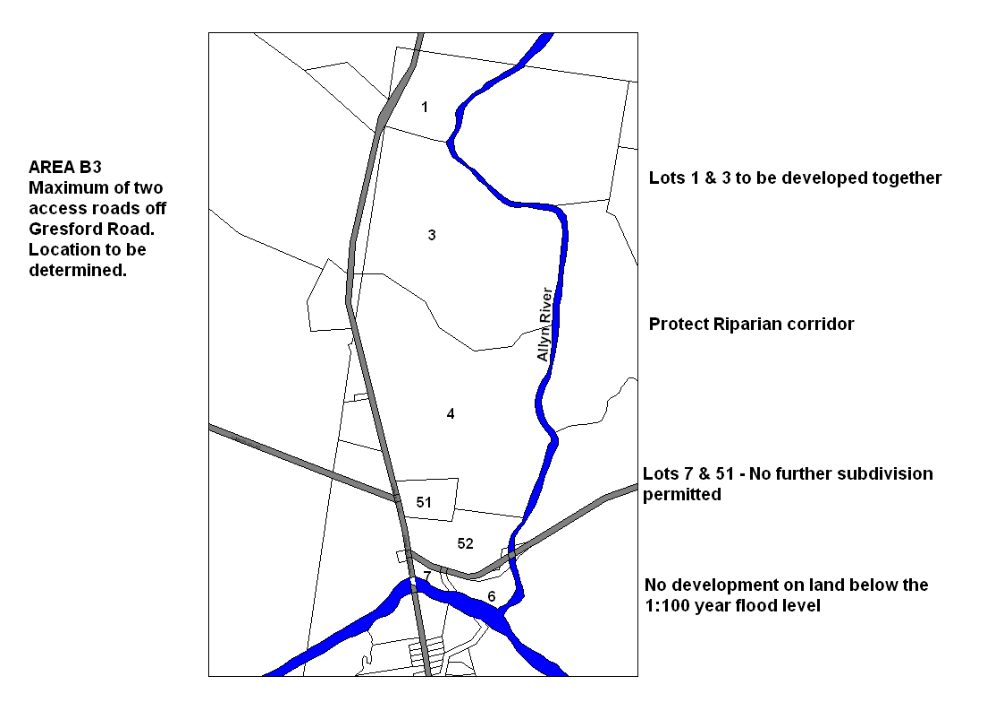 AREA B3
Maximum of two
access roads off
Gresford Road.
Location to be
determined.
1
3
Allyn River
4
51
52
7
6
Lots 1 & 3 to be developed together
Protect Riparian corridor
Lots 7 & 51 - No further subdivision
permitted
No development on land below the
1:100 year flood level